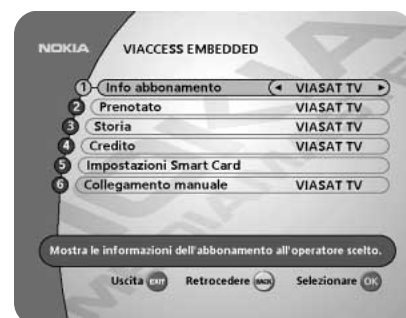 NOKIA VIACCESS EMBEDDED
1 Info abbonamento VIASAT TV
2 Prenotato VIASAT TV
3 Storia VIASAT TV
4 Credito VIASAT TV
5 Impostazioni Smart Card
6 Collegamento manuale VIASAT TV
Mostra le informazioni dell'abbonamento all'operatore scelto.
Uscita EXIT Retrocedere BACK Selezionare OK
NOKIA